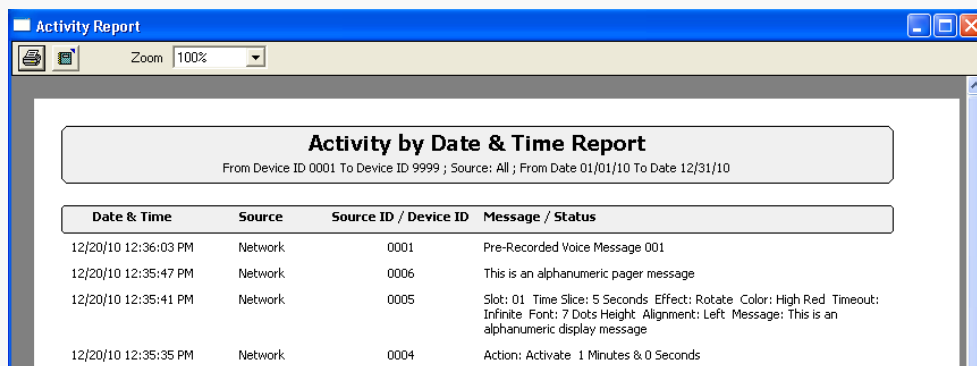 Activity Report
Zoom 100%
Activity by Date & Time Report
From Device ID 0001 To Device ID 9999 ; Source: All ; From Date 01/01/10 To Date 12/31/10
Date & Time Source Source ID / Device ID Message / Status
12/20/10 12:36:03 PM Network 0001 Pre-Recorded Voice Message 001
12/20/10 12:35:47 PM Network 0006 This is an alphanumeric pager message
12/20/10 12:35:41 PM Network 0005 Slot: 01 Time Slice: 5 Seconds Effect: Rotate Color: High Red Timeout:
Infinite Font: 7 Dots Height Alignment: Left Message: This is an
alphanumeric display message
12/20/10 12:35:35 PM Network 0004 Action: Activate 1 Minutes & 0 Seconds